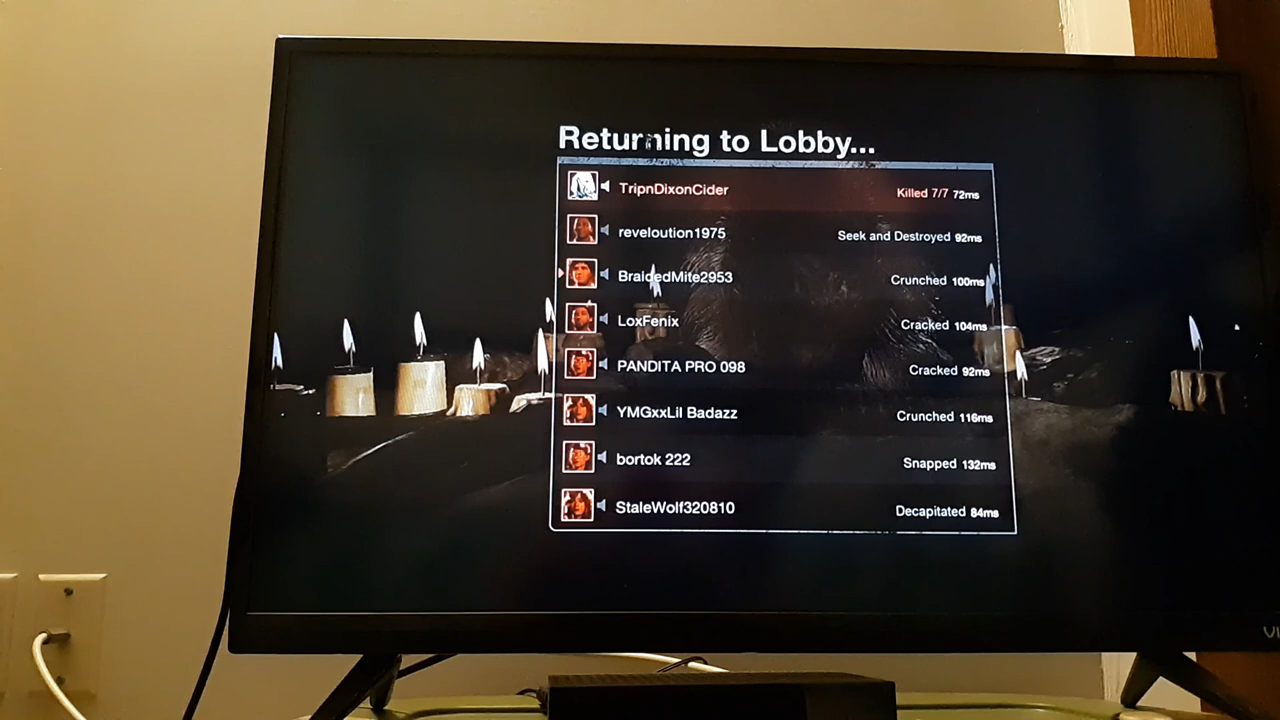 Returning to Lobby...
TripnDixonCider Killed 7/7 72ms
reveloution1975 Seek and Destroyed 92ms
BraidedMite2953 Crunched 100ms
LoxFenix Cracked 104ms
PANDITA PRO 098 Cracked 92ms
YMGxxLil Badazz Crunched 116ms
bortok 222 Snapped 132ms
StaleWolf320810 Decapitated 84ms